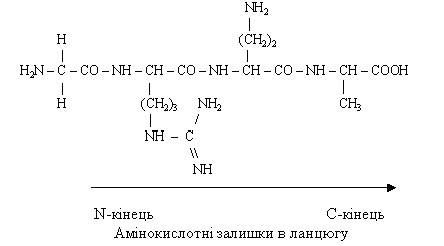 NH₂
H (CH₂)₂
H₂N – C – CO – NH – CH – CO – NH – CH – CO – NH – CH – COOH
H (CH₂)₃ NH₂ CH₃
NH – C
NH
N-кінець С-кінець
Амінокислотні залишки в ланцюгу